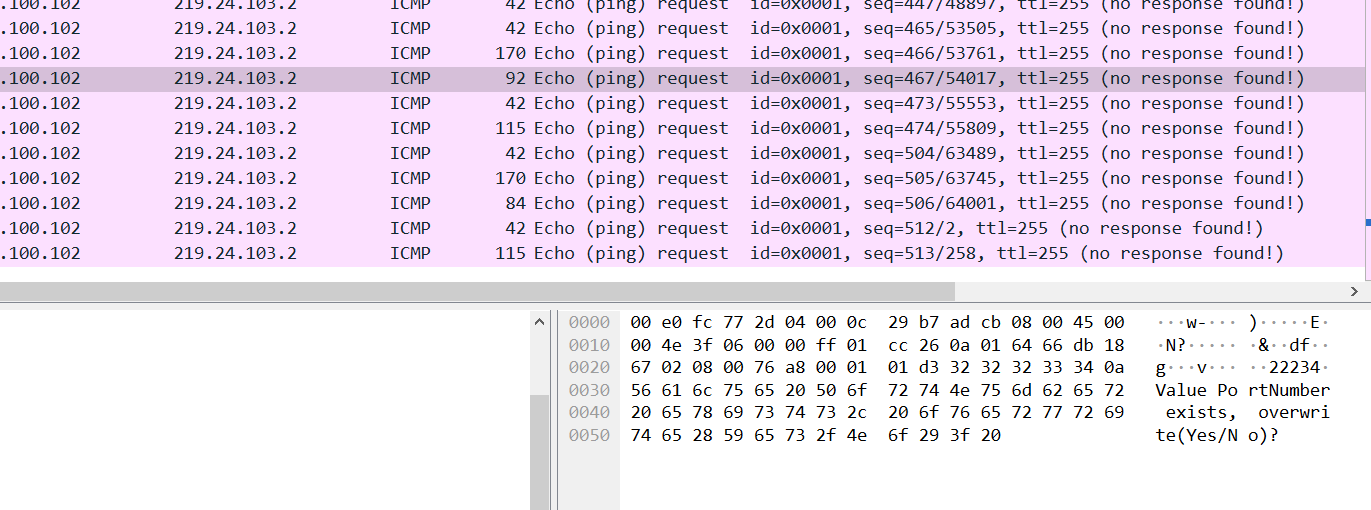 .100.102 219.24.103.2 ICMP 42 Echo (ping) request id=0x0001, seq=447/48897, ttl=255 (no response found!)
.100.102 219.24.103.2 ICMP 42 Echo (ping) request id=0x0001, seq=465/53505, ttl=255 (no response found!)
.100.102 219.24.103.2 ICMP 170 Echo (ping) request id=0x0001, seq=466/53761, ttl=255 (no response found!)
.100.102 219.24.103.2 ICMP 92 Echo (ping) request id=0x0001, seq=467/54017, ttl=255 (no response found!)
.100.102 219.24.103.2 ICMP 42 Echo (ping) request id=0x0001, seq=473/55553, ttl=255 (no response found!)
.100.102 219.24.103.2 ICMP 115 Echo (ping) request id=0x0001, seq=474/55809, ttl=255 (no response found!)
.100.102 219.24.103.2 ICMP 42 Echo (ping) request id=0x0001, seq=504/63489, ttl=255 (no response found!)
.100.102 219.24.103.2 ICMP 170 Echo (ping) request id=0x0001, seq=505/63745, ttl=255 (no response found!)
.100.102 219.24.103.2 ICMP 84 Echo (ping) request id=0x0001, seq=506/64001, ttl=255 (no response found!)
.100.102 219.24.103.2 ICMP 42 Echo (ping) request id=0x0001, seq=512/2, ttl=255 (no response found!)
.100.102 219.24.103.2 ICMP 115 Echo (ping) request id=0x0001, seq=513/258, ttl=255 (no response found!)
0000 00 e0 fc 77 2d 04 00 0c 29 b7 ad cb 08 00 45 00 ···w-··· )·····E·
0010 00 4e 3f 06 00 00 ff 01 cc 26 0a 01 64 66 db 18 ·N?····· ·&··df··
0020 67 02 08 00 76 a8 00 01 01 d3 32 32 32 33 34 0a g···v··· ··22234·
0030 56 61 6c 75 65 20 50 6f 72 74 4e 75 6d 62 65 72 Value Po rtNumber
0040 20 65 78 69 73 74 73 2c 20 6f 76 65 72 77 72 69 exists, overwri
0050 74 65 28 59 65 73 2f 4e 6f 29 3f 20 te(Yes/N o)?